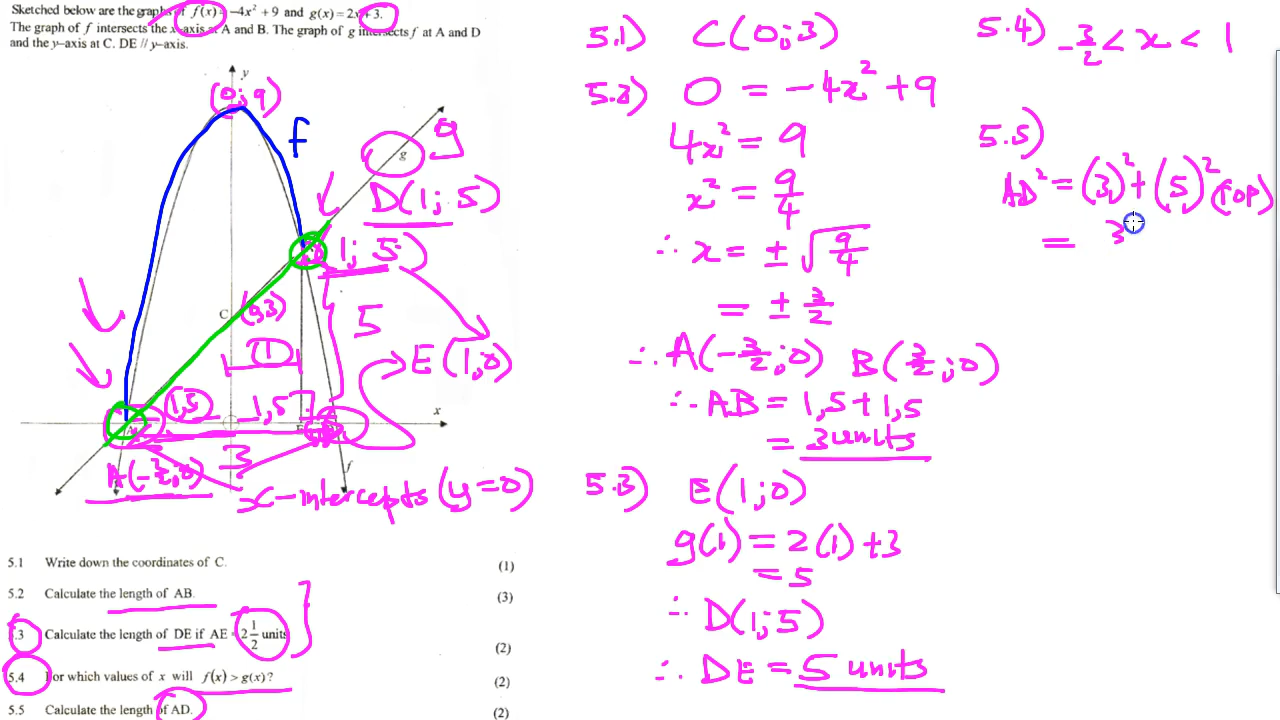 Sketched below are the graphs of f(x) = −4x² + 9 and g(x) = 2x + 3.
The graph of f intersects the x-axis at A and B. The graph of g intersects f at A and D
and the y-axis at C. DE // y-axis.
y
(0; 9)
f
g
g
D(1; 5)
(1; 5)
C
(0,3)
5
(1)
E(1,0)
(1,5)
1,5
x
A
E
3
A(-3/2;0)
f
x-intercepts (y=0)
5.1 Write down the coordinates of C. (1)
5.2 Calculate the length of AB. (3)
5.3 Calculate the length of DE if AE = 2 1/2 units (2)
5.4 For which values of x will f(x) > g(x)? (2)
5.5 Calculate the length of AD. (2)
5.1) C(0;3)
5.2) 0 = -4x² + 9
4x² = 9
x² = 9/4
∴ x = ± √9/4
= ± 3/2
∴ A(-3/2;0) B(3/2;0)
∴ AB = 1,5 + 1,5
= 3 units
5.3) E(1;0)
g(1) = 2(1) + 3
= 5
∴ D(1;5)
∴ DE = 5 units
5.4) -3/2 < x < 1
5.5)
AD² = (3)² + (5)²
= 3